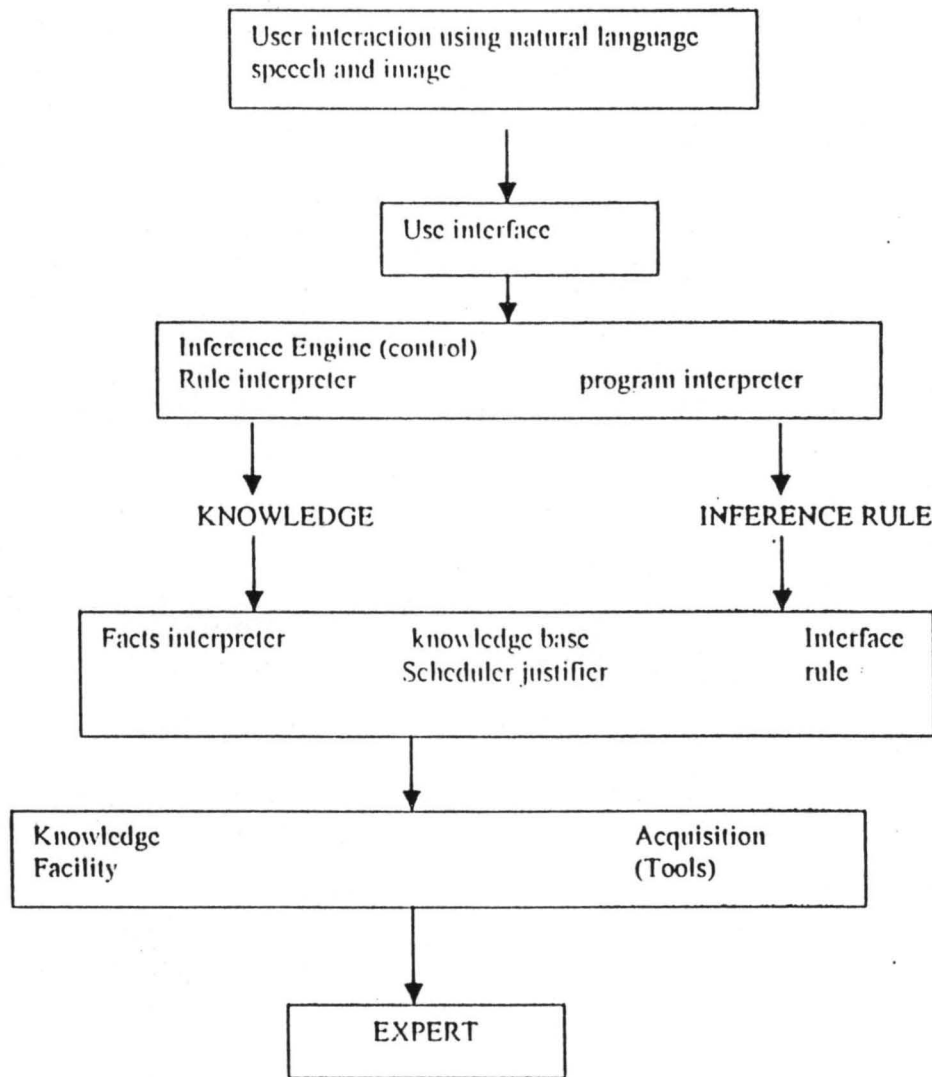 User interaction using natural language
speech and image
Use interface
Inference Engine (control)
Rule interpreter program interpreter
KNOWLEDGE INFERENCE RULE
Facts interpreter knowledge base Interface
Scheduler justifier rule
Knowledge Acquisition
Facility (Tools)
EXPERT